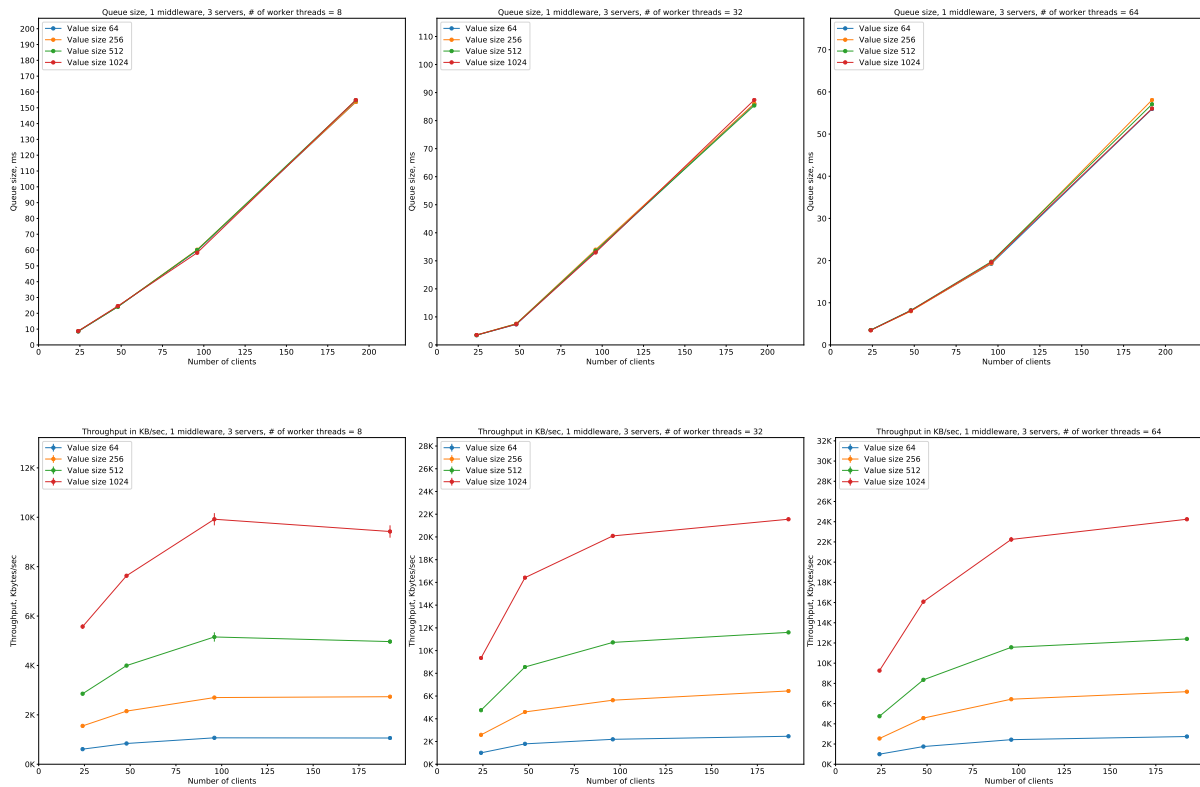 Queue size, 1 middleware, 3 servers, # of worker threads = 8
Value size 64
Value size 256
Value size 512
Value size 1024
Queue size, ms
200
190
180
170
160
150
140
130
120
110
100
90
80
70
60
50
40
30
20
10
0
0 25 50 75 100 125 150 175 200
Number of clients
Queue size, 1 middleware, 3 servers, # of worker threads = 32
Value size 64
Value size 256
Value size 512
Value size 1024
Queue size, ms
110
100
90
80
70
60
50
40
30
20
10
0
0 25 50 75 100 125 150 175 200
Number of clients
Queue size, 1 middleware, 3 servers, # of worker threads = 64
Value size 64
Value size 256
Value size 512
Value size 1024
Queue size, ms
70
60
50
40
30
20
10
0
0 25 50 75 100 125 150 175 200
Number of clients
Throughput in KB/sec, 1 middleware, 3 servers, # of worker threads = 8
Value size 64
Value size 256
Value size 512
Value size 1024
Throughput, Kbytes/sec
12K
10K
8K
6K
4K
2K
0K
0 25 50 75 100 125 150 175
Number of clients
Throughput in KB/sec, 1 middleware, 3 servers, # of worker threads = 32
Value size 64
Value size 256
Value size 512
Value size 1024
Throughput, Kbytes/sec
28K
26K
24K
22K
20K
18K
16K
14K
12K
10K
8K
6K
4K
2K
0K
0 25 50 75 100 125 150 175
Number of clients
Throughput in KB/sec, 1 middleware, 3 servers, # of worker threads = 64
Value size 64
Value size 256
Value size 512
Value size 1024
Throughput, Kbytes/sec
32K
30K
28K
26K
24K
22K
20K
18K
16K
14K
12K
10K
8K
6K
4K
2K
0K
0 25 50 75 100 125 150 175
Number of clients